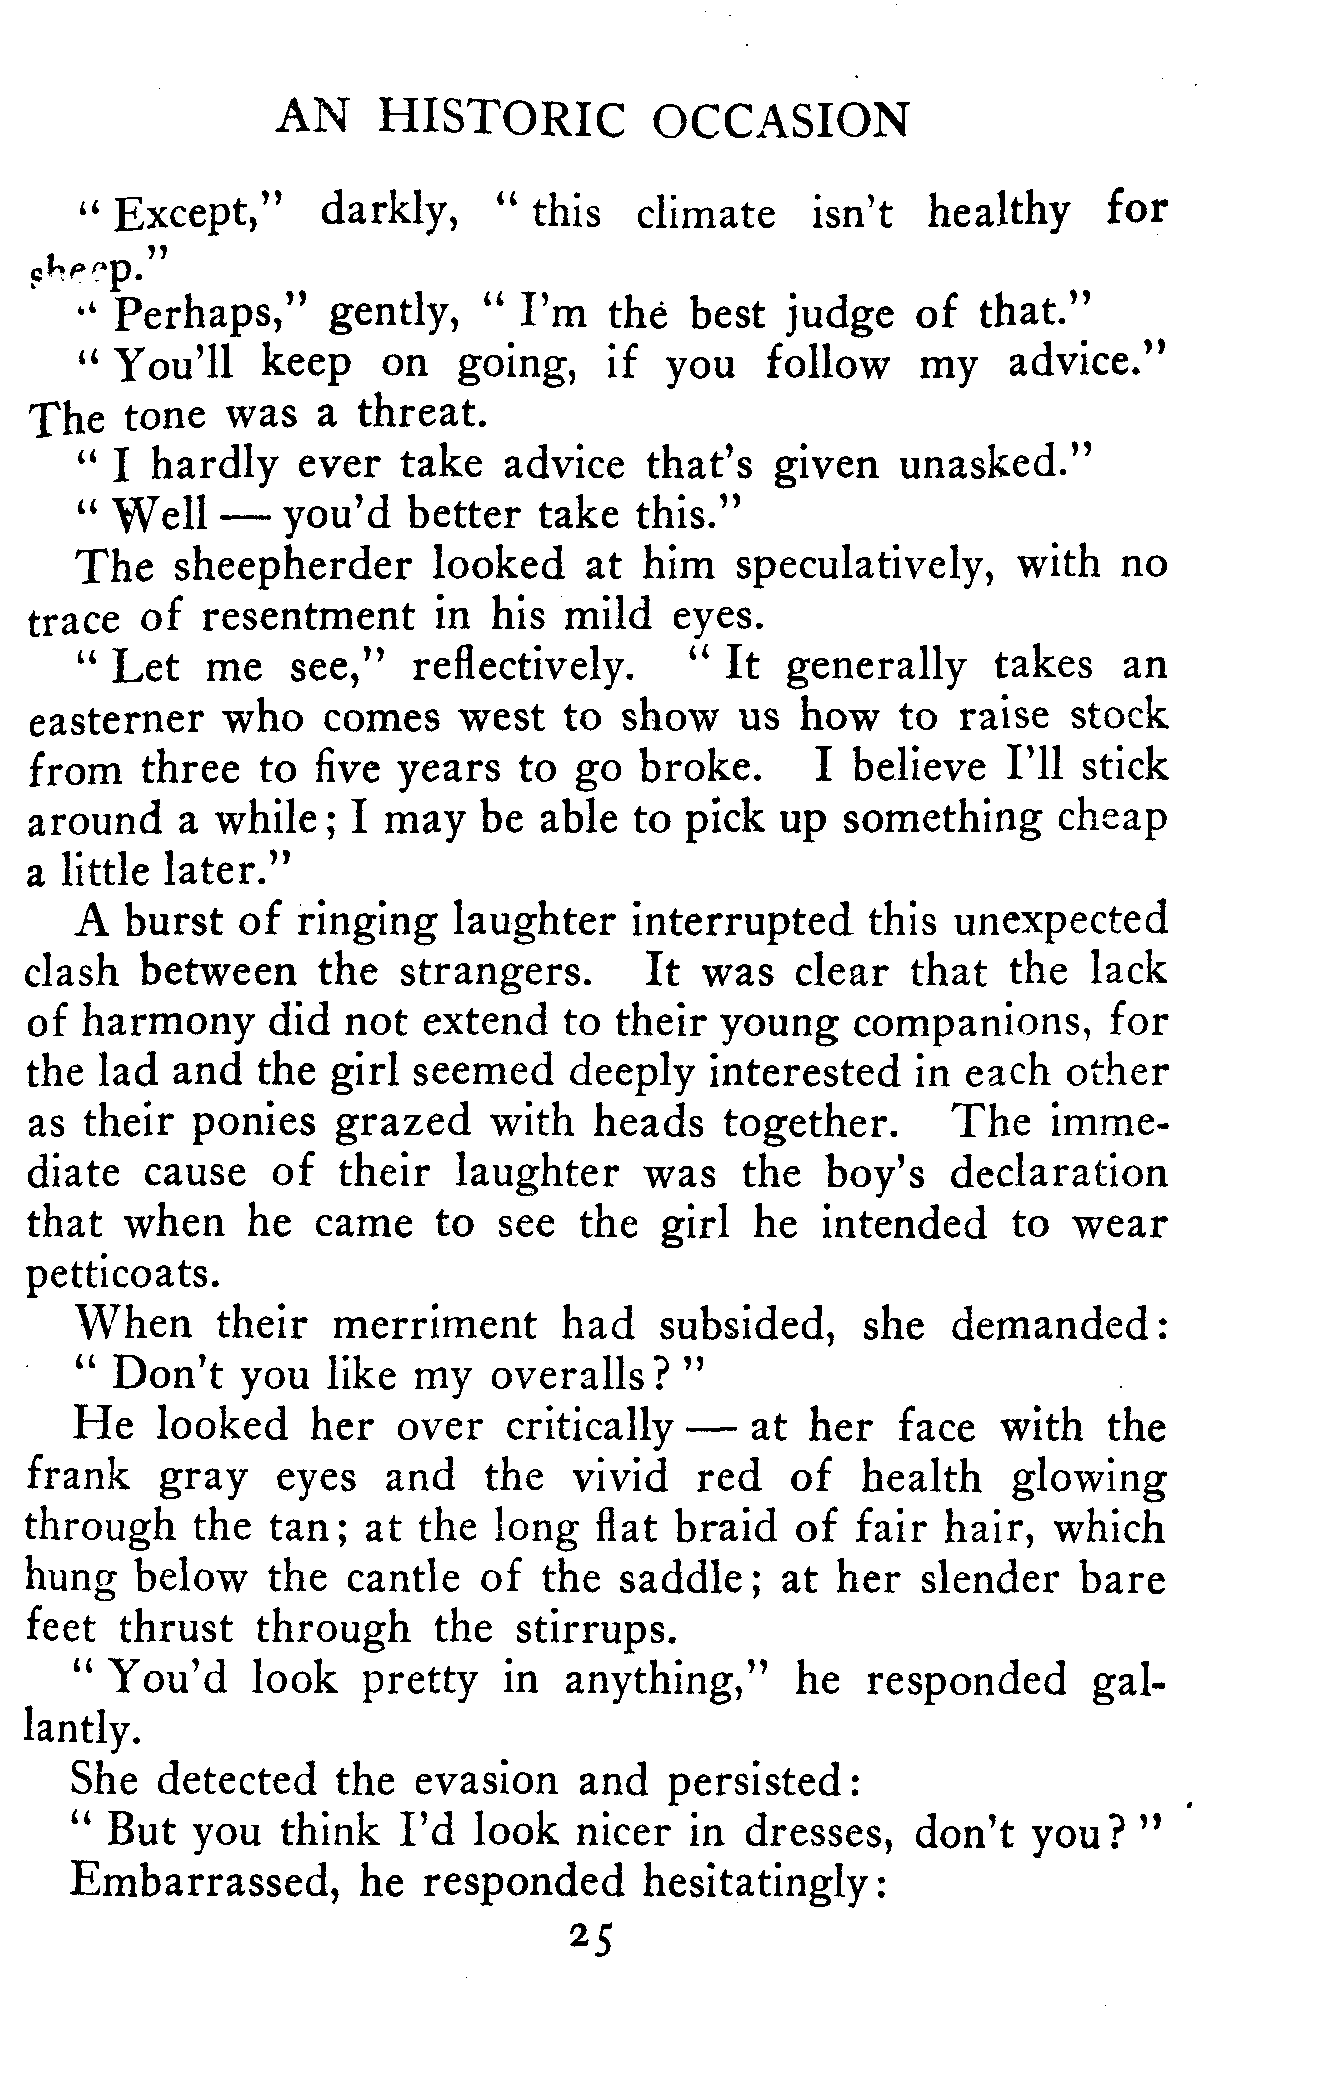 AN HISTORIC OCCASION
" Except," darkly, " this climate isn't healthy for
sheep."
" Perhaps," gently, " I'm the best judge of that."
" You'll keep on going, if you follow my advice."
The tone was a threat.
" I hardly ever take advice that's given unasked."
" Well — you'd better take this."
The sheepherder looked at him speculatively, with no
trace of resentment in his mild eyes.
" Let me see," reflectively. " It generally takes an
easterner who comes west to show us how to raise stock
from three to five years to go broke. I believe I'll stick
around a while; I may be able to pick up something cheap
a little later."
A burst of ringing laughter interrupted this unexpected
clash between the strangers. It was clear that the lack
of harmony did not extend to their young companions, for
the lad and the girl seemed deeply interested in each other
as their ponies grazed with heads together. The imme-
diate cause of their laughter was the boy's declaration
that when he came to see the girl he intended to wear
petticoats.
When their merriment had subsided, she demanded:
" Don't you like my overalls? "
He looked her over critically — at her face with the
frank gray eyes and the vivid red of health glowing
through the tan; at the long flat braid of fair hair, which
hung below the cantle of the saddle; at her slender bare
feet thrust through the stirrups.
" You'd look pretty in anything," he responded gal-
lantly.
She detected the evasion and persisted:
" But you think I'd look nicer in dresses, don't you? "
Embarrassed, he responded hesitatingly:
25